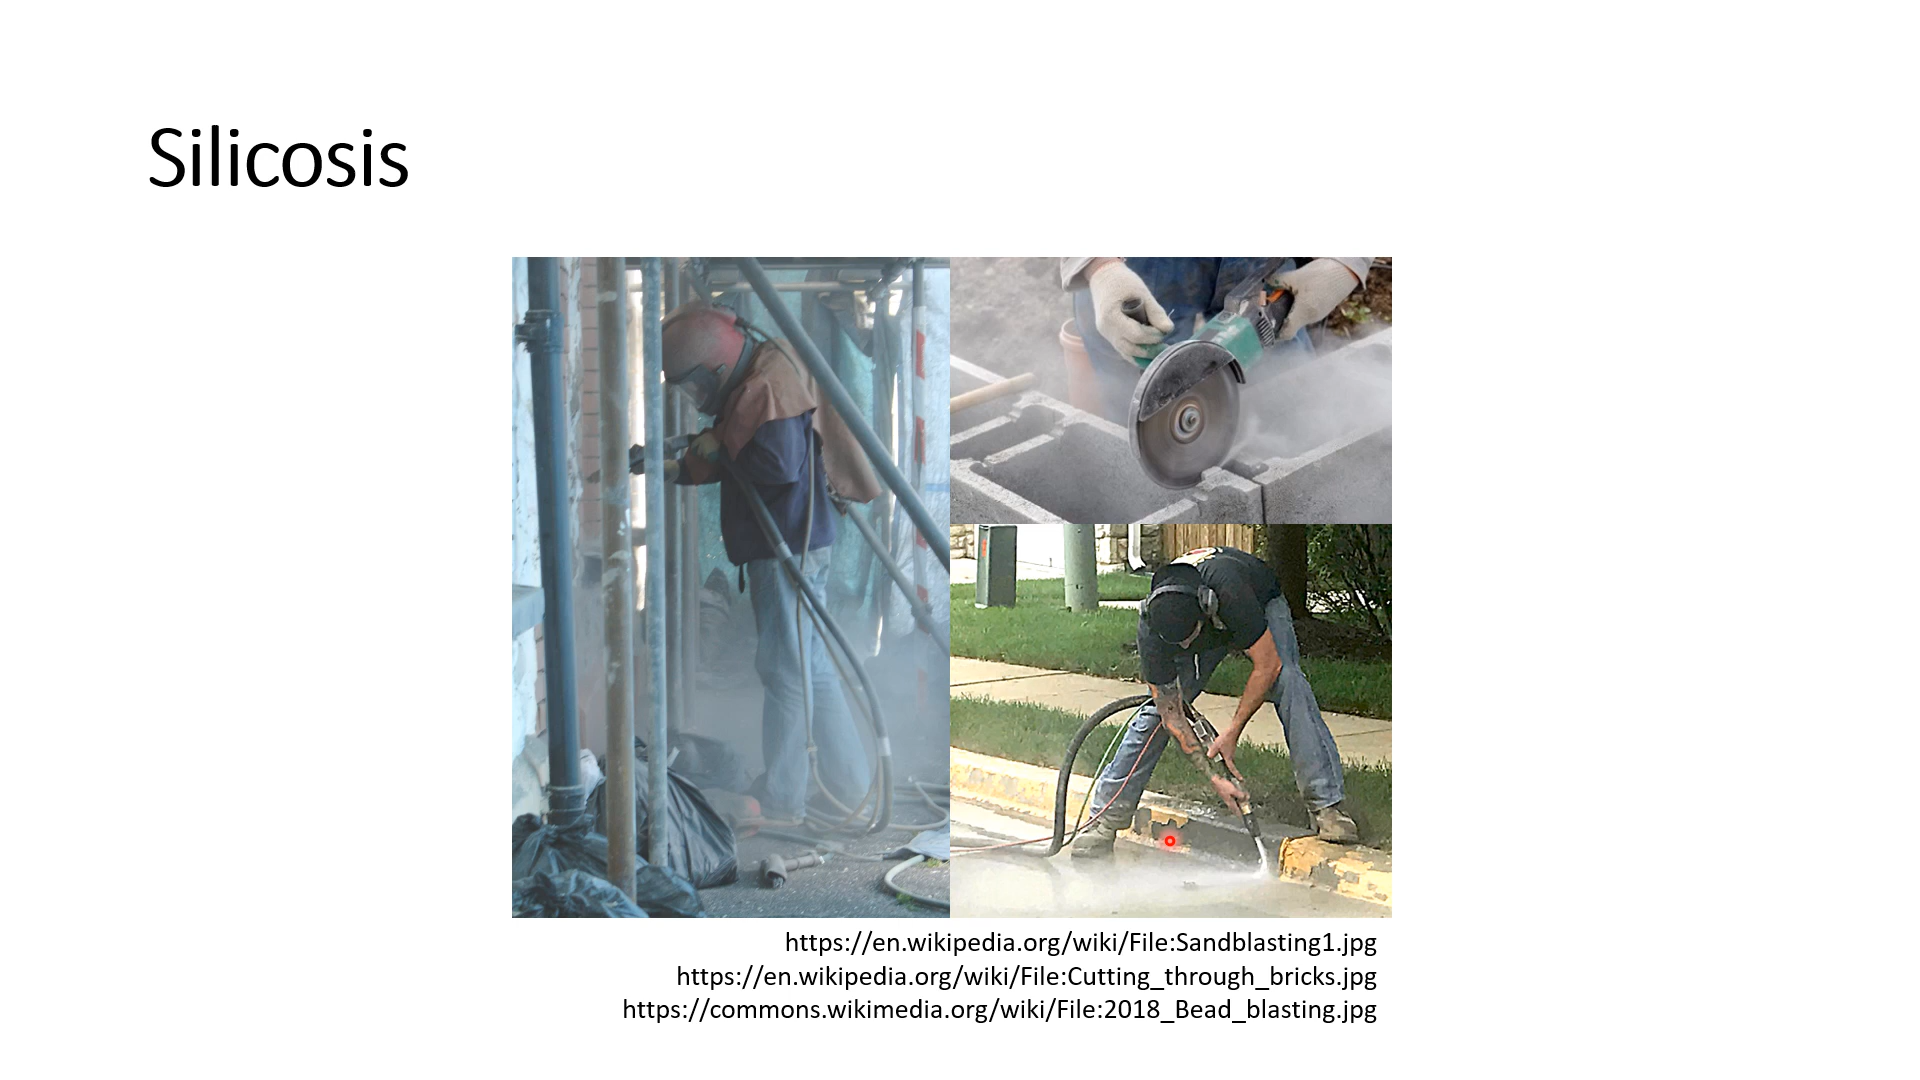 Silicosis
https://en.wikipedia.org/wiki/File:Sandblasting1.jpg
https://en.wikipedia.org/wiki/File:Cutting_through_bricks.jpg
https://commons.wikimedia.org/wiki/File:2018_Bead_blasting.jpg